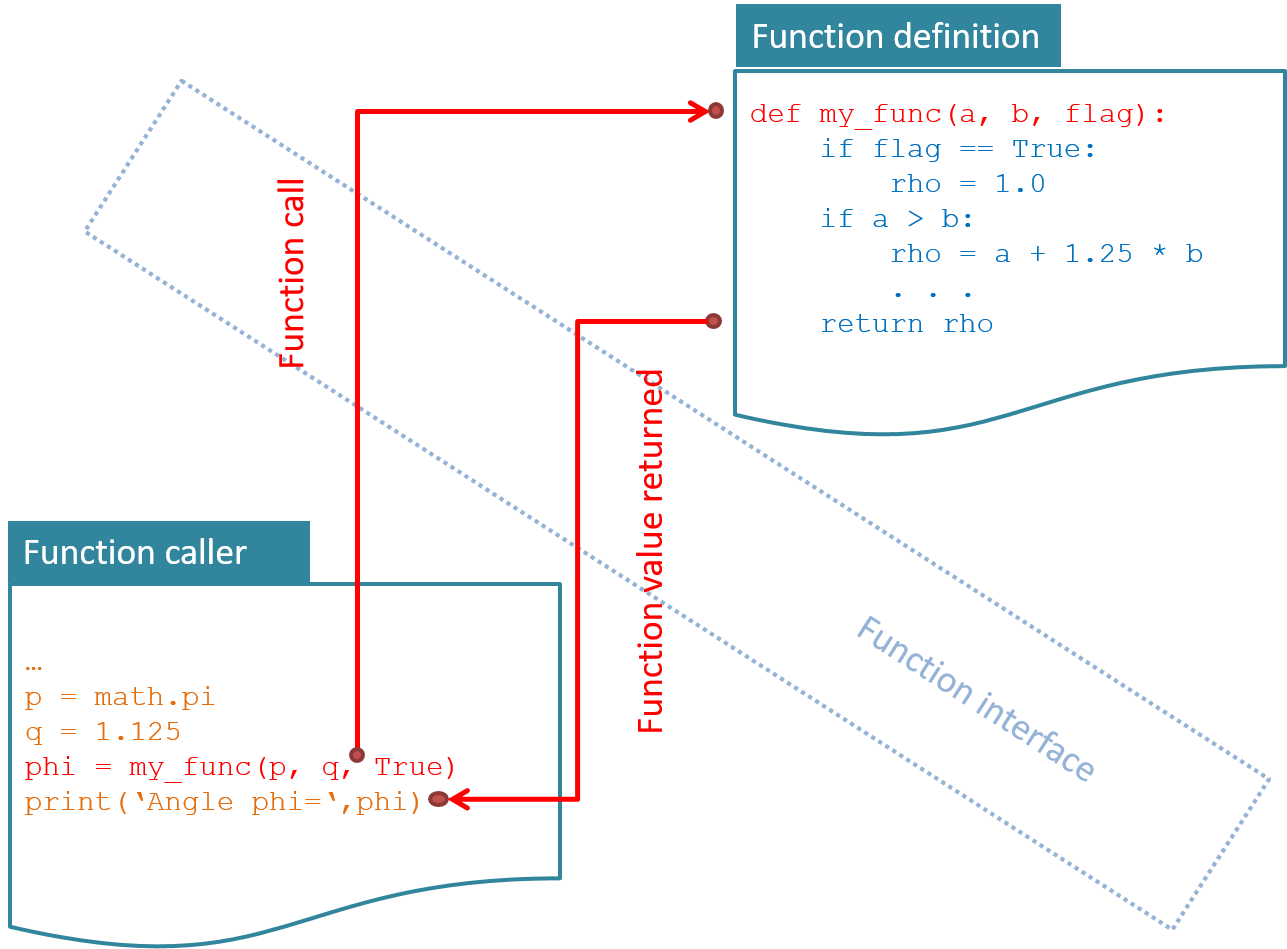 Function definition
def my_func(a, b, flag):
    if flag == True:
        rho = 1.0
    if a > b:
        rho = a + 1.25 * b
        . . .
    return rho
Function call
Function value returned
Function interface
Function caller
…
p = math.pi
q = 1.125
phi = my_func(p, q, True)
print(‘Angle phi=‘,phi)